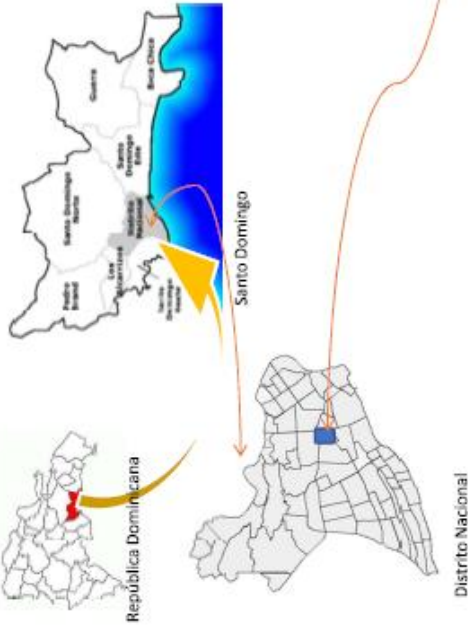 República Dominicana
Pedro
Brand
Santo Domingo
Norte
Guerra
Los
Alcarrizos
Distrito
Nacional
Santo
Domingo
Este
Boca Chica
Santo
Domingo
Oeste
Santo Domingo
Distrito Nacional